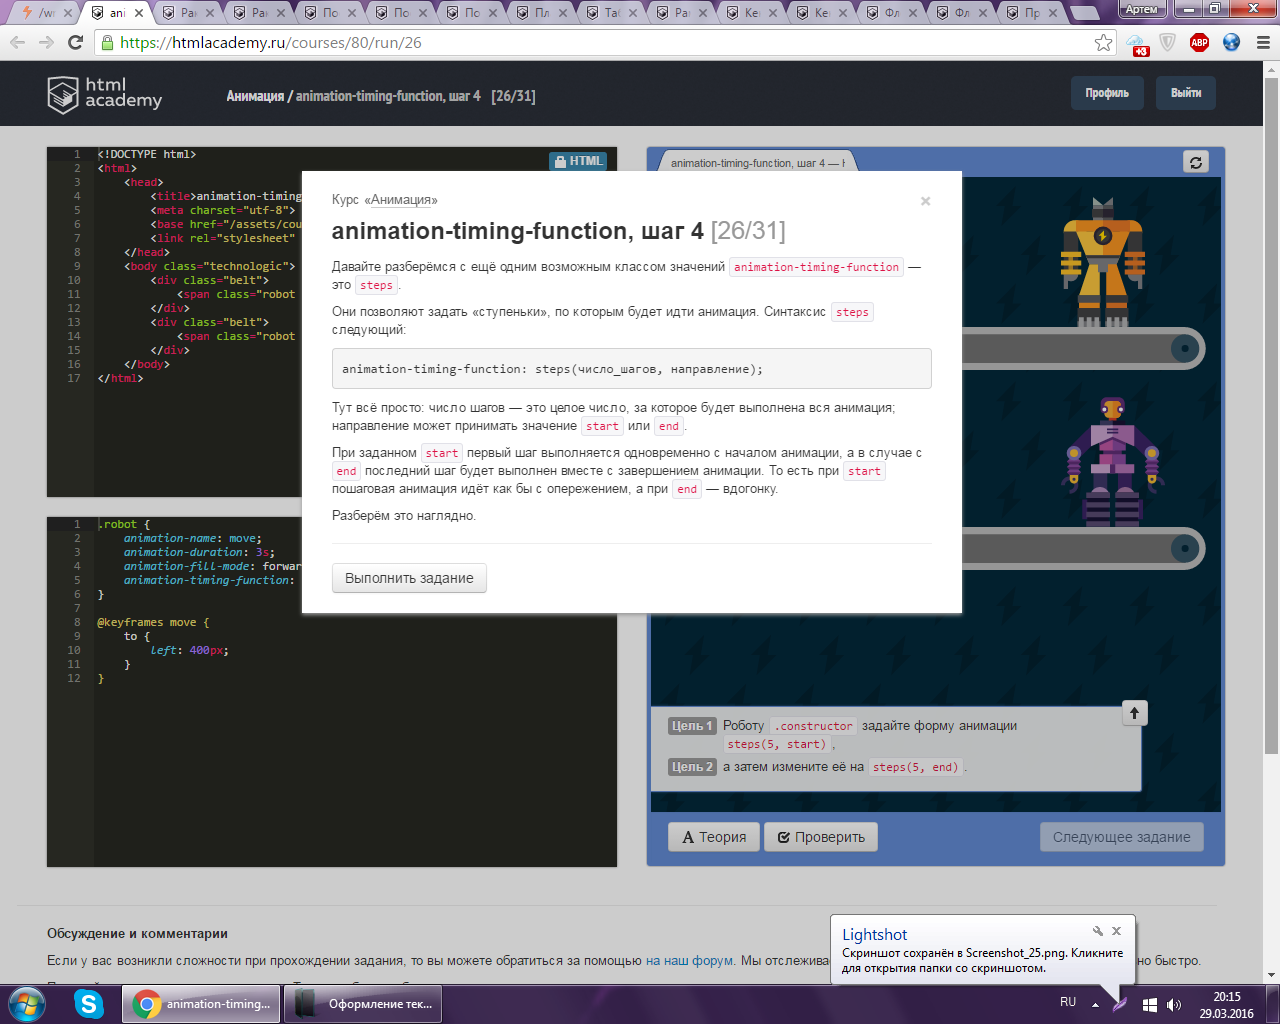 /wr
ani
Рак
Рак
По
По
По
Пл
Таб
Рак
Кей
Кей
Фл
Фл
Пр
Артем
https://htmlacademy.ru/courses/80/run/26
+3
ABP
html
academy
Анимация / animation-timing-function, шаг 4 [26/31]
Профиль
Выйти
HTML
1 <!DOCTYPE html>
2 <html>
3 <head>
4 <title>animation-timing
5 <meta charset="utf-8">
6 <base href="/assets/cou
7 <link rel="stylesheet"
8 </head>
9 <body class="technologic">
10 <div class="belt">
11 <span class="robot
12 </div>
13 <div class="belt">
14 <span class="robot
15 </div>
16 </body>
17 </html>
1 .robot {
2 animation-name: move;
3 animation-duration: 3s;
4 animation-fill-mode: forwar
5 animation-timing-function:
6 }
7
8 @keyframes move {
9 to {
10 left: 400px;
11 }
12 }
animation-timing-function, шаг 4 —
Курс «Анимация»
×
animation-timing-function, шаг 4 [26/31]
Давайте разберёмся с ещё одним возможным классом значений animation-timing-function —
это steps.
Они позволяют задать «ступеньки», по которым будет идти анимация. Синтаксис steps
следующий:
animation-timing-function: steps(число_шагов, направление);
Тут всё просто: число шагов — это целое число, за которое будет выполнена вся анимация;
направление может принимать значение start или end.
При заданном start первый шаг выполняется одновременно с началом анимации, а в случае с
end последний шаг будет выполнен вместе с завершением анимации. То есть при start
пошаговая анимация идёт как бы с опережением, а при end — вдогонку.
Разберём это наглядно.
Выполнить задание
Цель 1 Роботу .constructor задайте форму анимации
steps(5, start),
Цель 2 а затем измените её на steps(5, end).
Теория
Проверить
Следующее задание
Обсуждение и комментарии
Если у вас возникли сложности при прохождении задания, то вы можете обратиться за помощью на наш форум. Мы отслежива
но быстро.
Lightshot
Скриншот сохранён в Screenshot_25.png. Кликните
для открытия папки со скриншотом.
animation-timing...
Оформление тек...
RU
20:15
29.03.2016